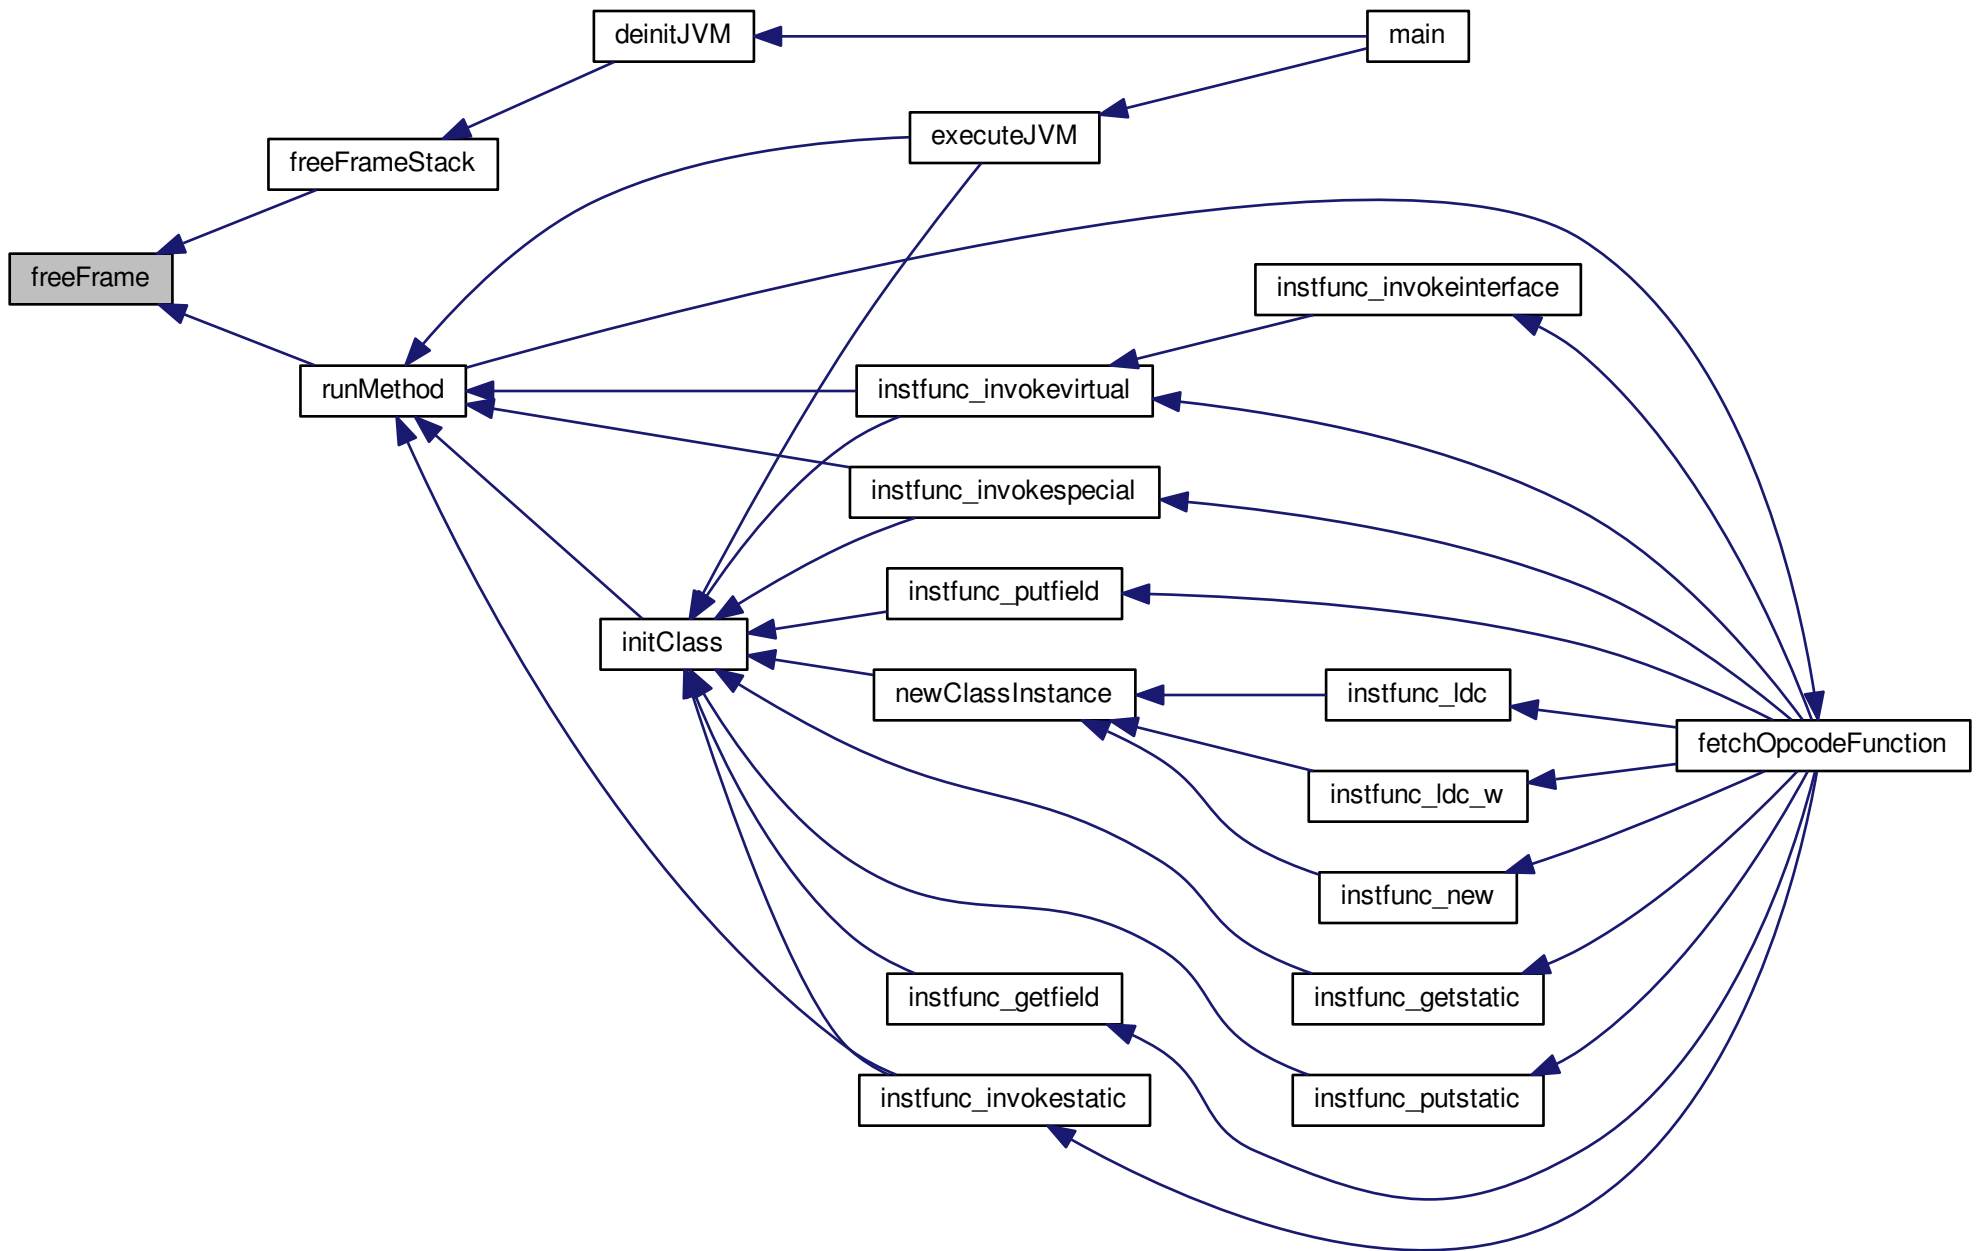 deinitJVM
main
executeJVM
freeFrameStack
freeFrame
instfunc_invokeinterface
runMethod
instfunc_invokevirtual
instfunc_invokespecial
instfunc_putfield
initClass
newClassInstance
instfunc_ldc
fetchOpcodeFunction
instfunc_ldc_w
instfunc_new
instfunc_getfield
instfunc_getstatic
instfunc_invokestatic
instfunc_putstatic